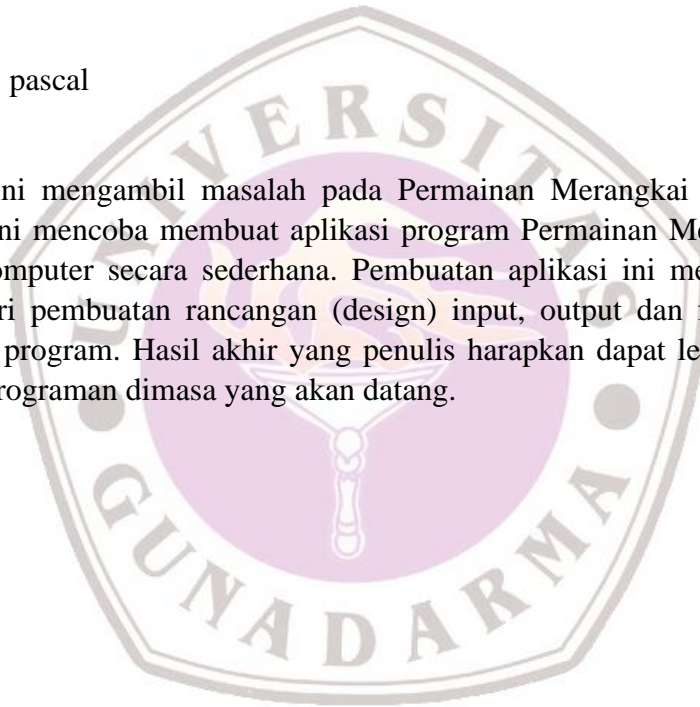 pascal
ni mengambil masalah pada Permainan Merangkai
ni mencoba membuat aplikasi program Permainan Me
omputer secara sederhana. Pembuatan aplikasi ini me
ri pembuatan rancangan (design) input, output dan
program. Hasil akhir yang penulis harapkan dapat le
rograman dimasa yang akan datang.
UNIVERSITAS
GUNADARMA